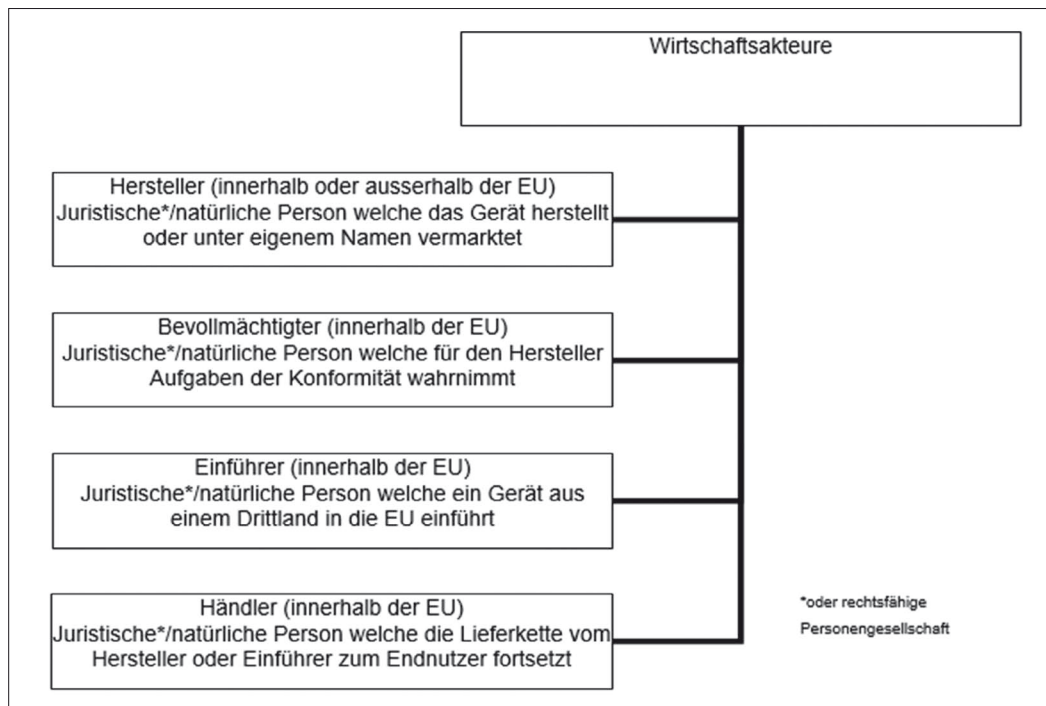 Wirtschaftsakteure
Hersteller (innerhalb oder ausserhalb der EU)
Juristische*/natürliche Person welche das Gerät herstellt
oder unter eigenem Namen vermarktet
Bevollmächtigter (innerhalb der EU)
Juristische*/natürliche Person welche für den Hersteller
Aufgaben der Konformität wahrnimmt
Einführer (innerhalb der EU)
Juristische*/natürliche Person welche ein Gerät aus
einem Drittland in die EU einführt
Händler (innerhalb der EU)
Juristische*/natürliche Person welche die Lieferkette vom
Hersteller oder Einführer zum Endnutzer fortsetzt
*oder rechtsfähige
Personengesellschaft